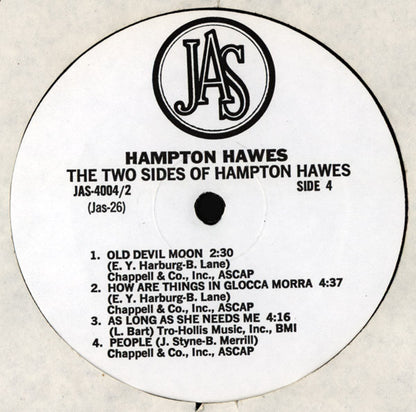 JAS
HAMPTON HAWES
THE TWO SIDES OF HAMPTON HAWES
JAS-4004/2 SIDE 4
(Jas-26)
1. OLD DEVIL MOON 2:30
(E. Y. Harburg-B. Lane)
Chappell & Co., Inc., ASCAP
2. HOW ARE THINGS IN GLOCCA MORRA 4:37
(E. Y. Harburg-B. Lane)
Chappell & Co., Inc., ASCAP
3. AS LONG AS SHE NEEDS ME 4:16
(L. Bart) Tro-Hollis Music, Inc., BMI
4. PEOPLE (J. Styne-B. Merrill)
Chappell & Co., Inc., ASCAP